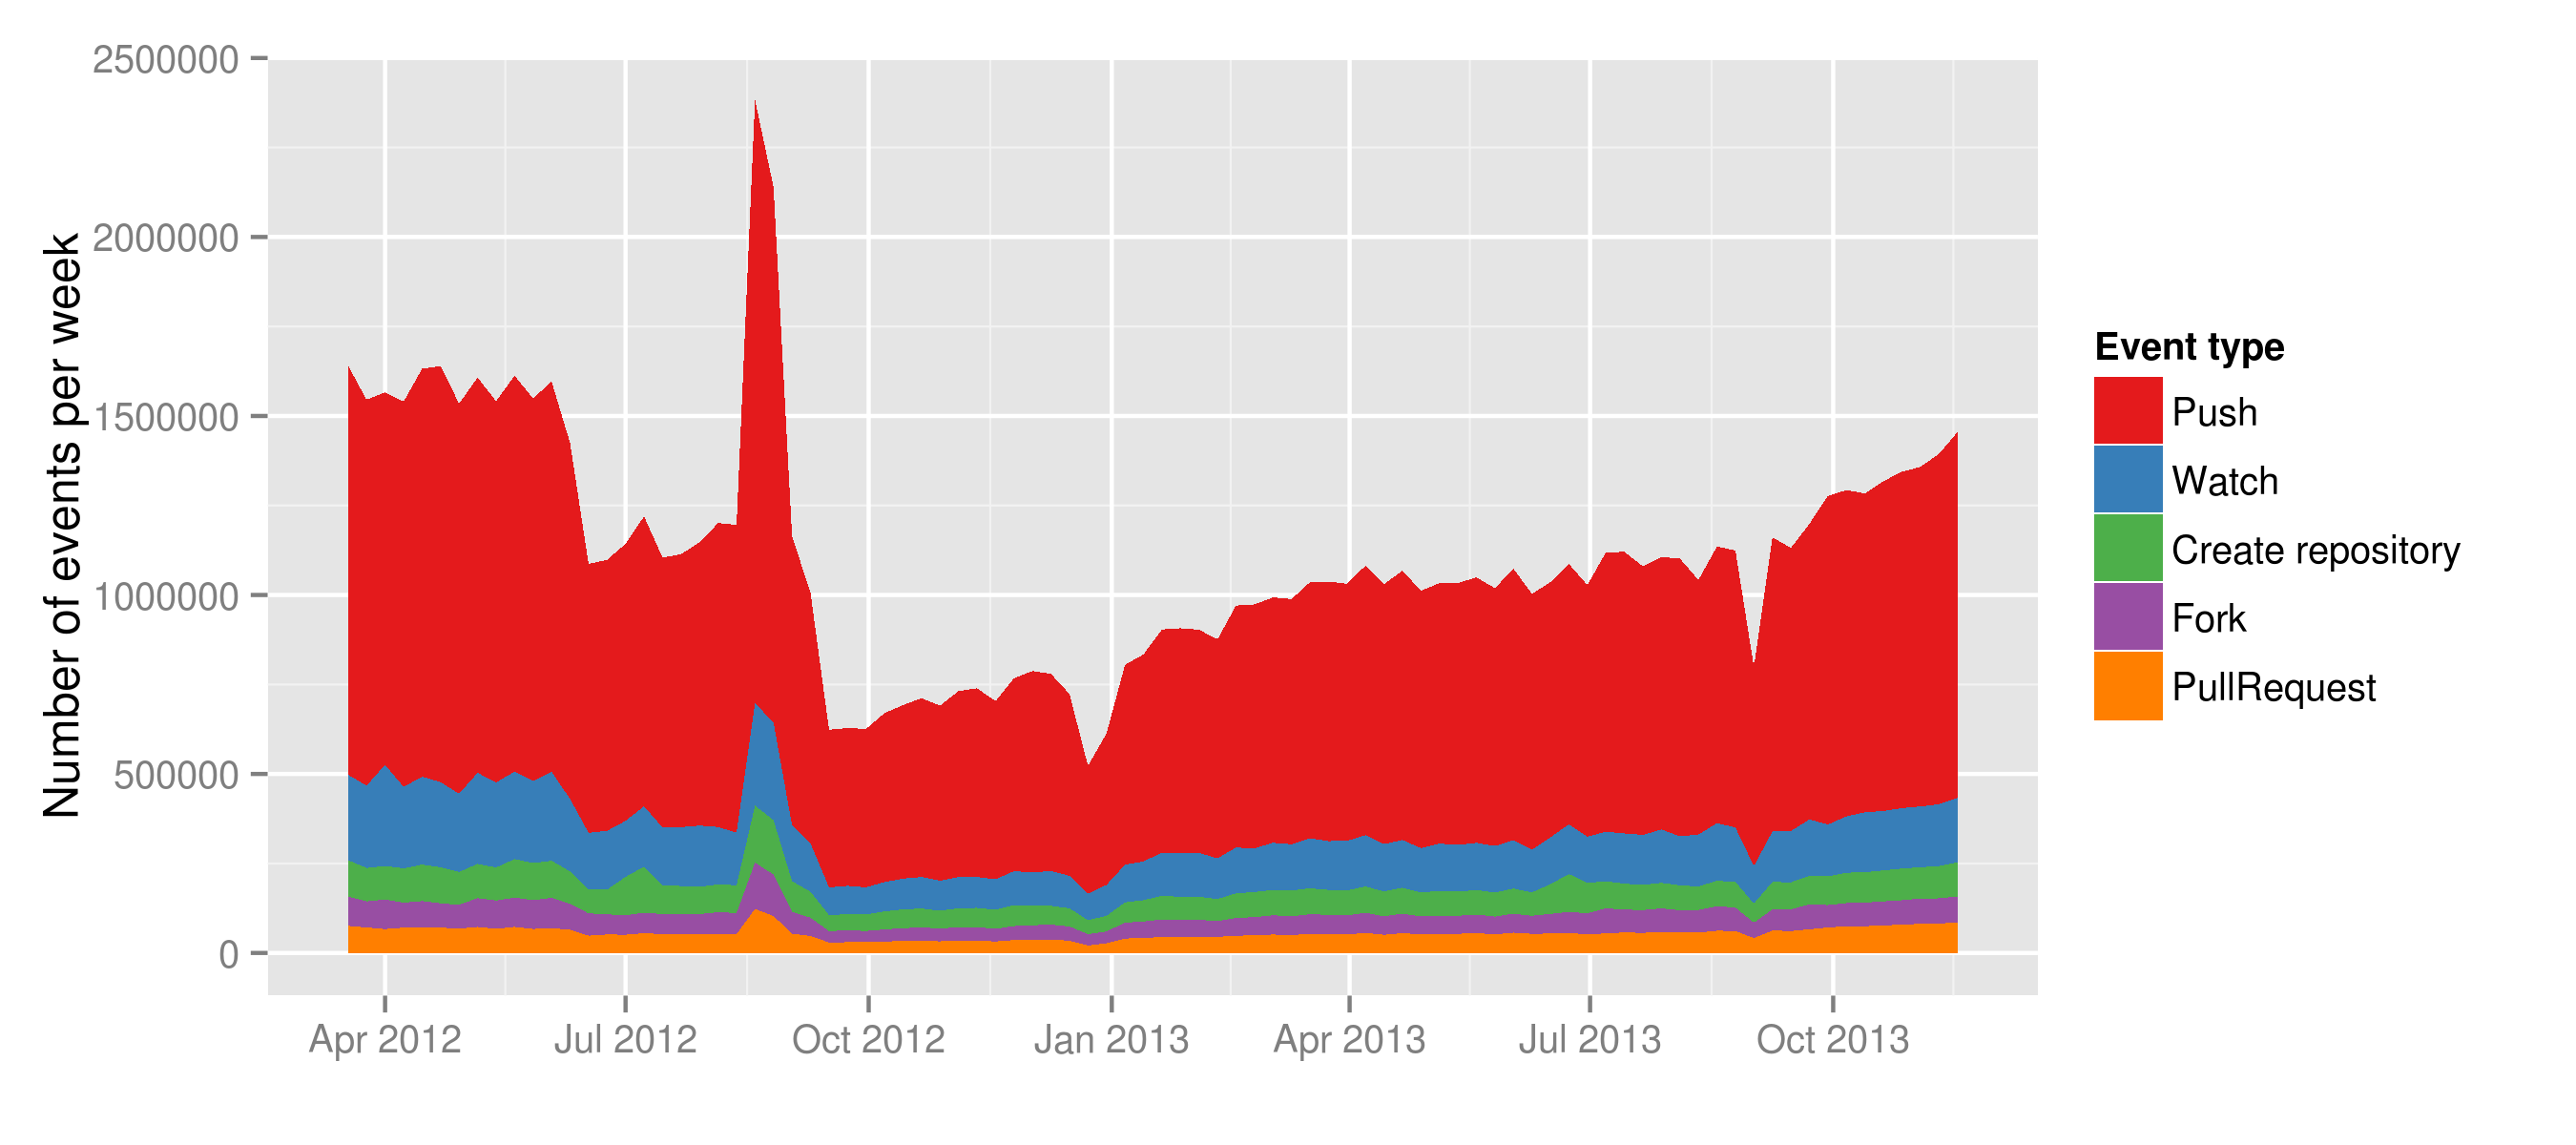 Number of events per week
2500000
2000000
1500000
1000000
500000
0
Apr 2012 Jul 2012 Oct 2012 Jan 2013 Apr 2013 Jul 2013 Oct 2013
Event type
Push
Watch
Create repository
Fork
PullRequest